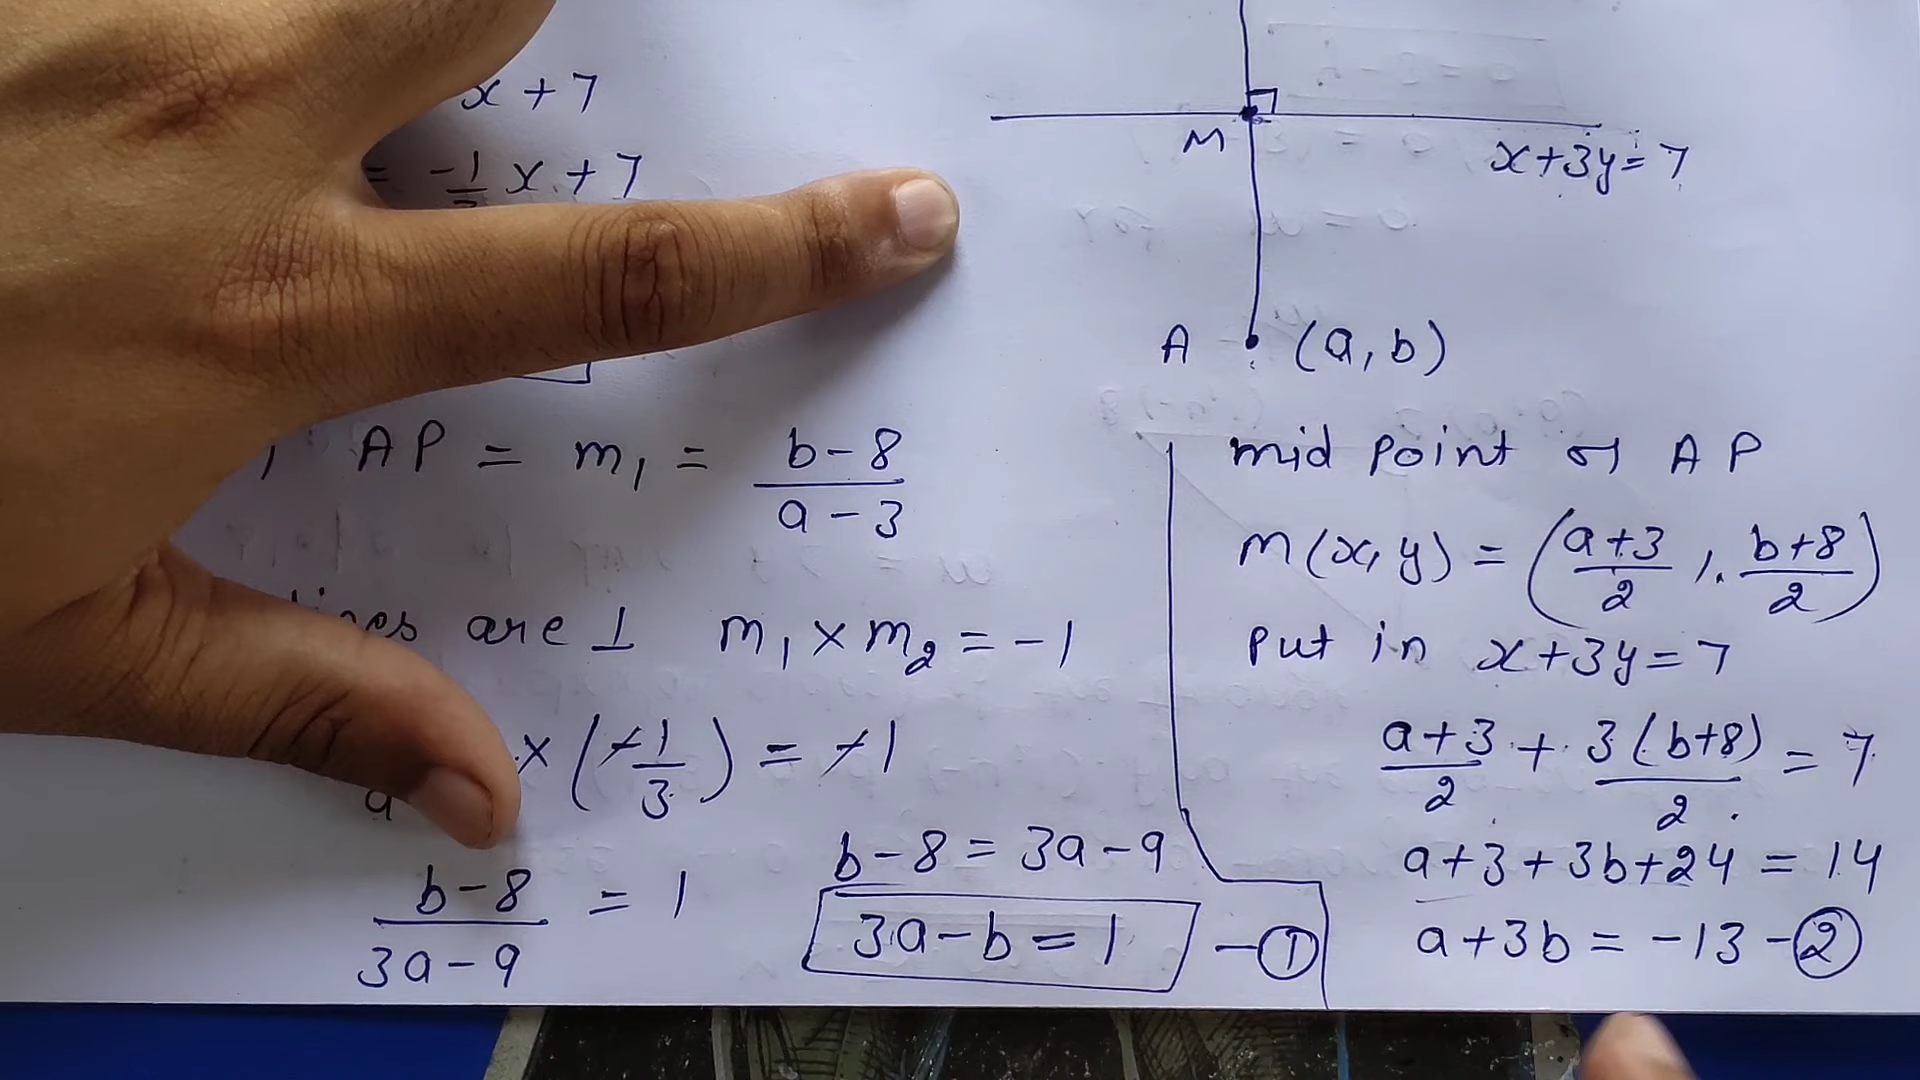 x + 7
= -1/3 x + 7
AP = m₁ = (b-8)/(a-3)
lines are ⊥ m₁ × m₂ = -1
a × (-1/3) = -1
(b-8)/(3a-9) = 1
b-8 = 3a-9
3a-b = 1 - ①
M
x+3y=7
A (a, b)
mid point of AP
M(x, y) = ((a+3)/2, (b+8)/2)
Put in x+3y=7
(a+3)/2 + 3(b+8)/2 = 7
a+3+3b+24 = 14
a+3b = -13 - ②